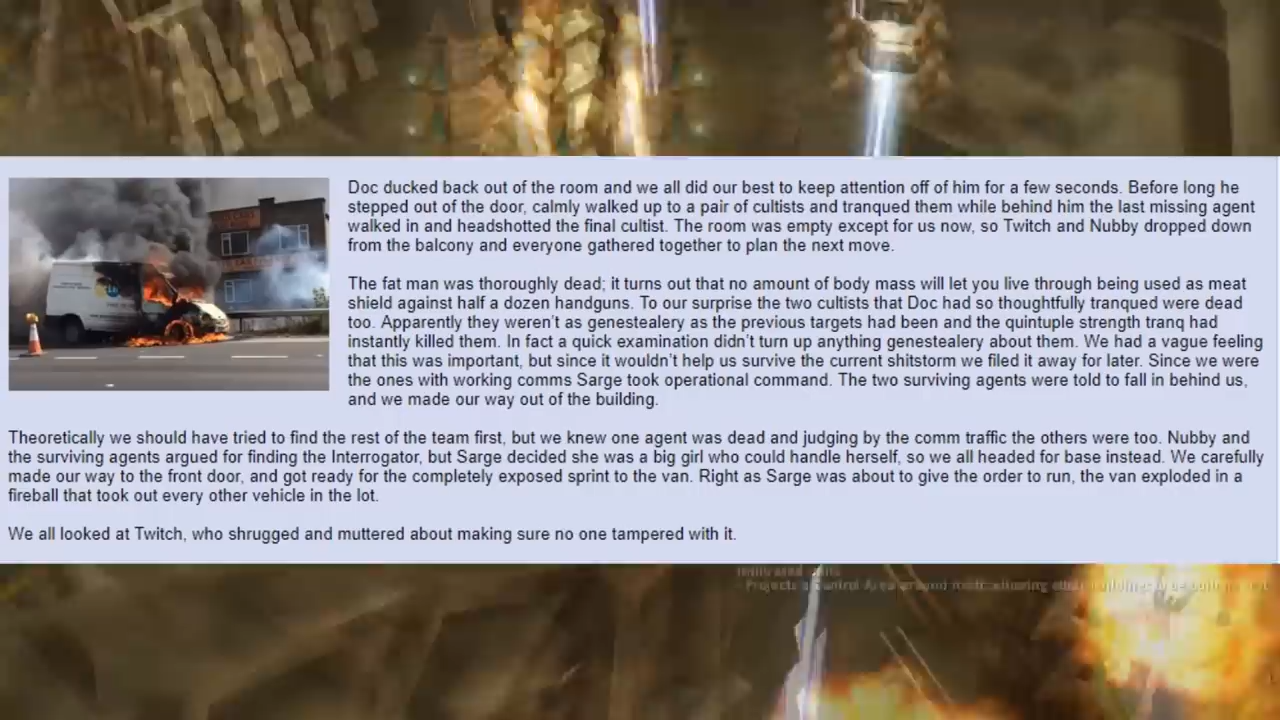 Doc ducked back out of the room and we all did our best to keep attention off of him for a few seconds. Before long he
stepped out of the door, calmly walked up to a pair of cultists and tranqued them while behind him the last missing agent
walked in and headshotted the final cultist. The room was empty except for us now, so Twitch and Nubby dropped down
from the balcony and everyone gathered together to plan the next move.
The fat man was thoroughly dead; it turns out that no amount of body mass will let you live through being used as meat
shield against half a dozen handguns. To our surprise the two cultists that Doc had so thoughtfully tranqued were dead
too. Apparently they weren't as genestealery as the previous targets had been and the quintuple strength tranq had
instantly killed them. In fact a quick examination didn't turn up anything genestealery about them. We had a vague feeling
that this was important, but since it wouldn't help us survive the current shitstorm we filed it away for later. Since we were
the ones with working comms Sarge took operational command. The two surviving agents were told to fall in behind us,
and we made our way out of the building.
Theoretically we should have tried to find the rest of the team first, but we knew one agent was dead and judging by the comm traffic the others were too. Nubby and
the surviving agents argued for finding the Interrogator, but Sarge decided she was a big girl who could handle herself, so we all headed for base instead. We carefully
made our way to the front door, and got ready for the completely exposed sprint to the van. Right as Sarge was about to give the order to run, the van exploded in a
fireball that took out every other vehicle in the lot.
We all looked at Twitch, who shrugged and muttered about making sure no one tampered with it.
Projects a Control Area around